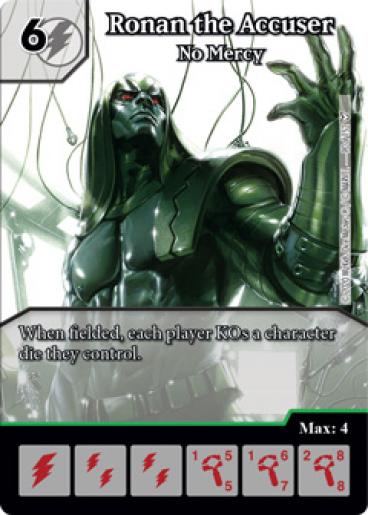 6
Ronan the Accuser
No Mercy
When fielded, each player KOs a character
die they control.
Max: 4
1 5 5
1 6 7
2 8 8